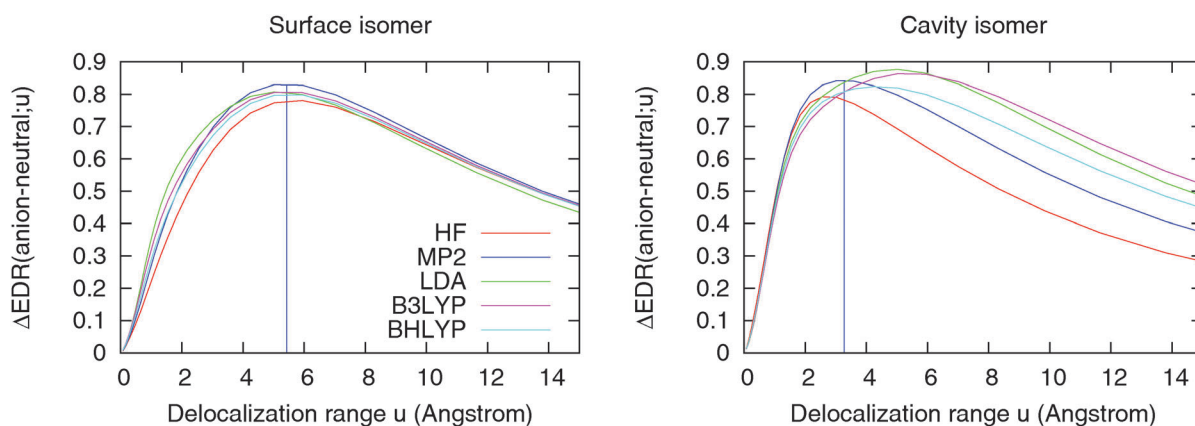 Surface isomer
ΔEDR(anion-neutral;u)
0.9
0.8
0.7
0.6
0.5
0.4
0.3
0.2
0.1
0
HF
MP2
LDA
B3LYP
BHLYP
0 2 4 6 8 10 12 14
Delocalization range u (Angstrom)
Cavity isomer
ΔEDR(anion-neutral;u)
0.9
0.8
0.7
0.6
0.5
0.4
0.3
0.2
0.1
0
0 2 4 6 8 10 12 14
Delocalization range u (Angstrom)